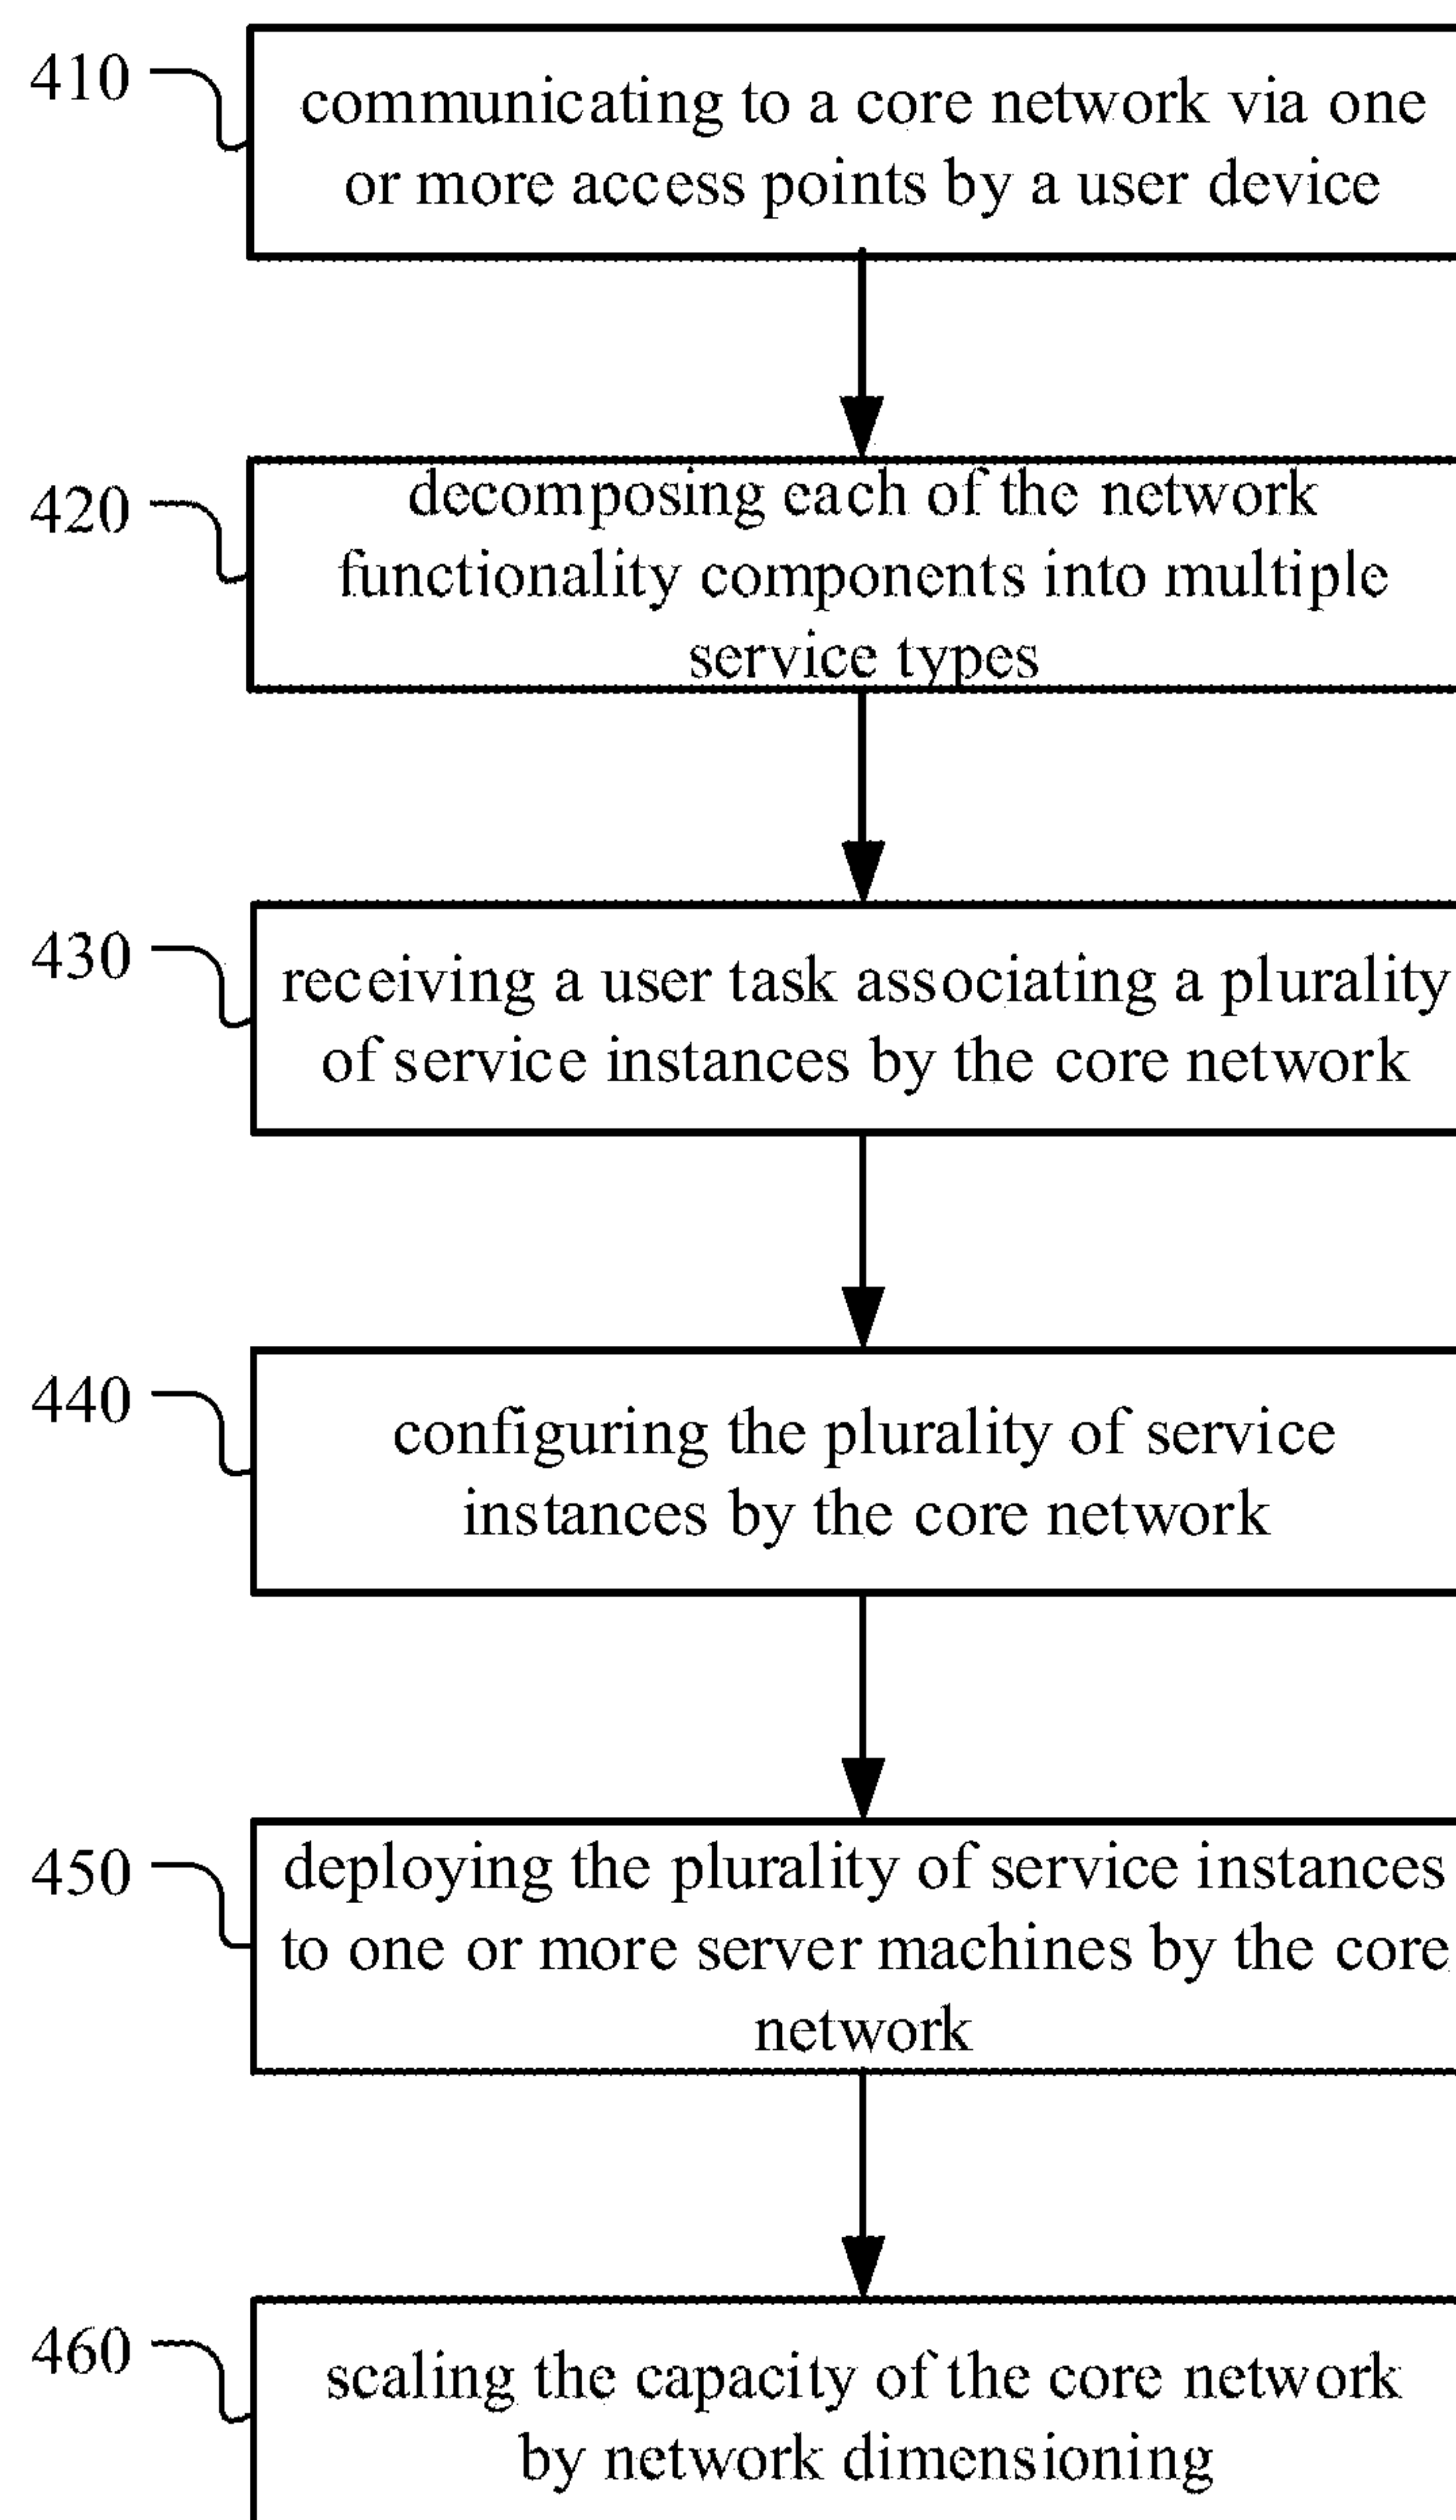 410
communicating to a core network via one
or more access points by a user device
420
decomposing each of the network
functionality components into multiple
service types
430
receiving a user task associating a plurality
of service instances by the core network
440
configuring the plurality of service
instances by the core network
450
deploying the plurality of service instances
to one or more server machines by the core
network
460
scaling the capacity of the core network
by network dimensioning